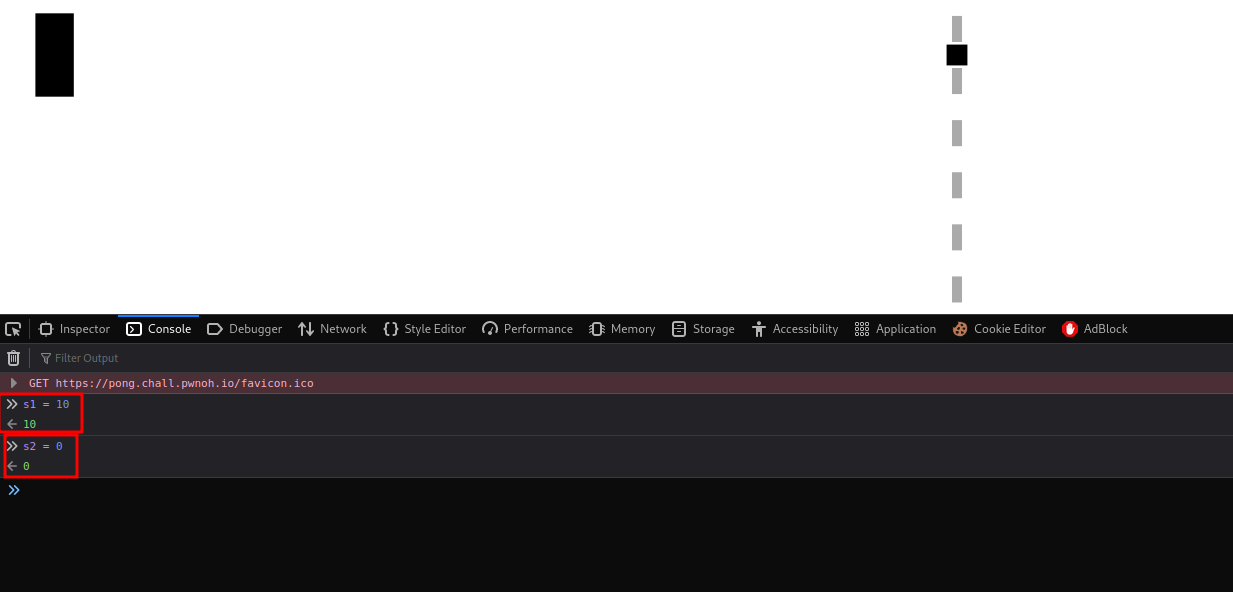 Inspector Console Debugger Network Style Editor Performance Memory Storage Accessibility Application Cookie Editor AdBlock
Filter Output
GET https://pong.chall.pwnoh.io/favicon.ico
s1 = 10
10
s2 = 0
0